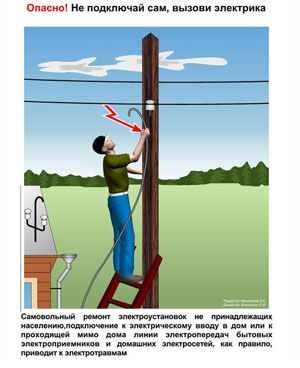 Опасно! Не подключай сам, вызови электрика
Самовольный ремонт электроустановок не принадлежащих
населению,подключение к электрическому вводу в дом или к
проходящей мимо дома линии электропередач бытовых
электроприемников и домашних электросетей, как правило,
приводит к электротравмам